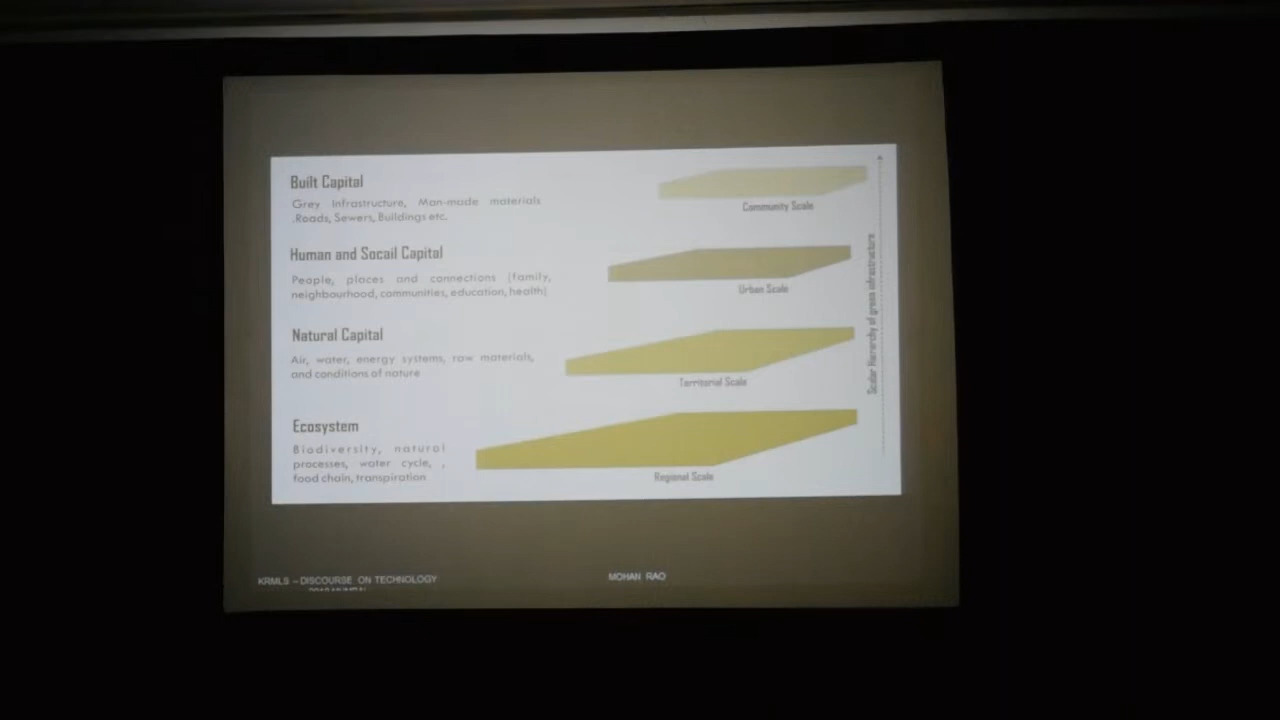 Built Capital
Grey Infrastructure, Man-made materials
.Roads, Sewers, Buildings etc.
Community Scale
Human and Socail Capital
People, places and connections (family,
neighbourhood, communities, education, health)
Urban Scale
Natural Capital
Air, water, energy systems, raw materials,
and conditions of nature
Territorial Scale
Ecosystem
Biodiversity, natural
processes, water cycle, ,
food chain, transpiration
Regional Scale
Scalar Hierarchy of green infrastructure
KRMLS – DISCOURSE ON TECHNOLOGY
MOHAN RAO